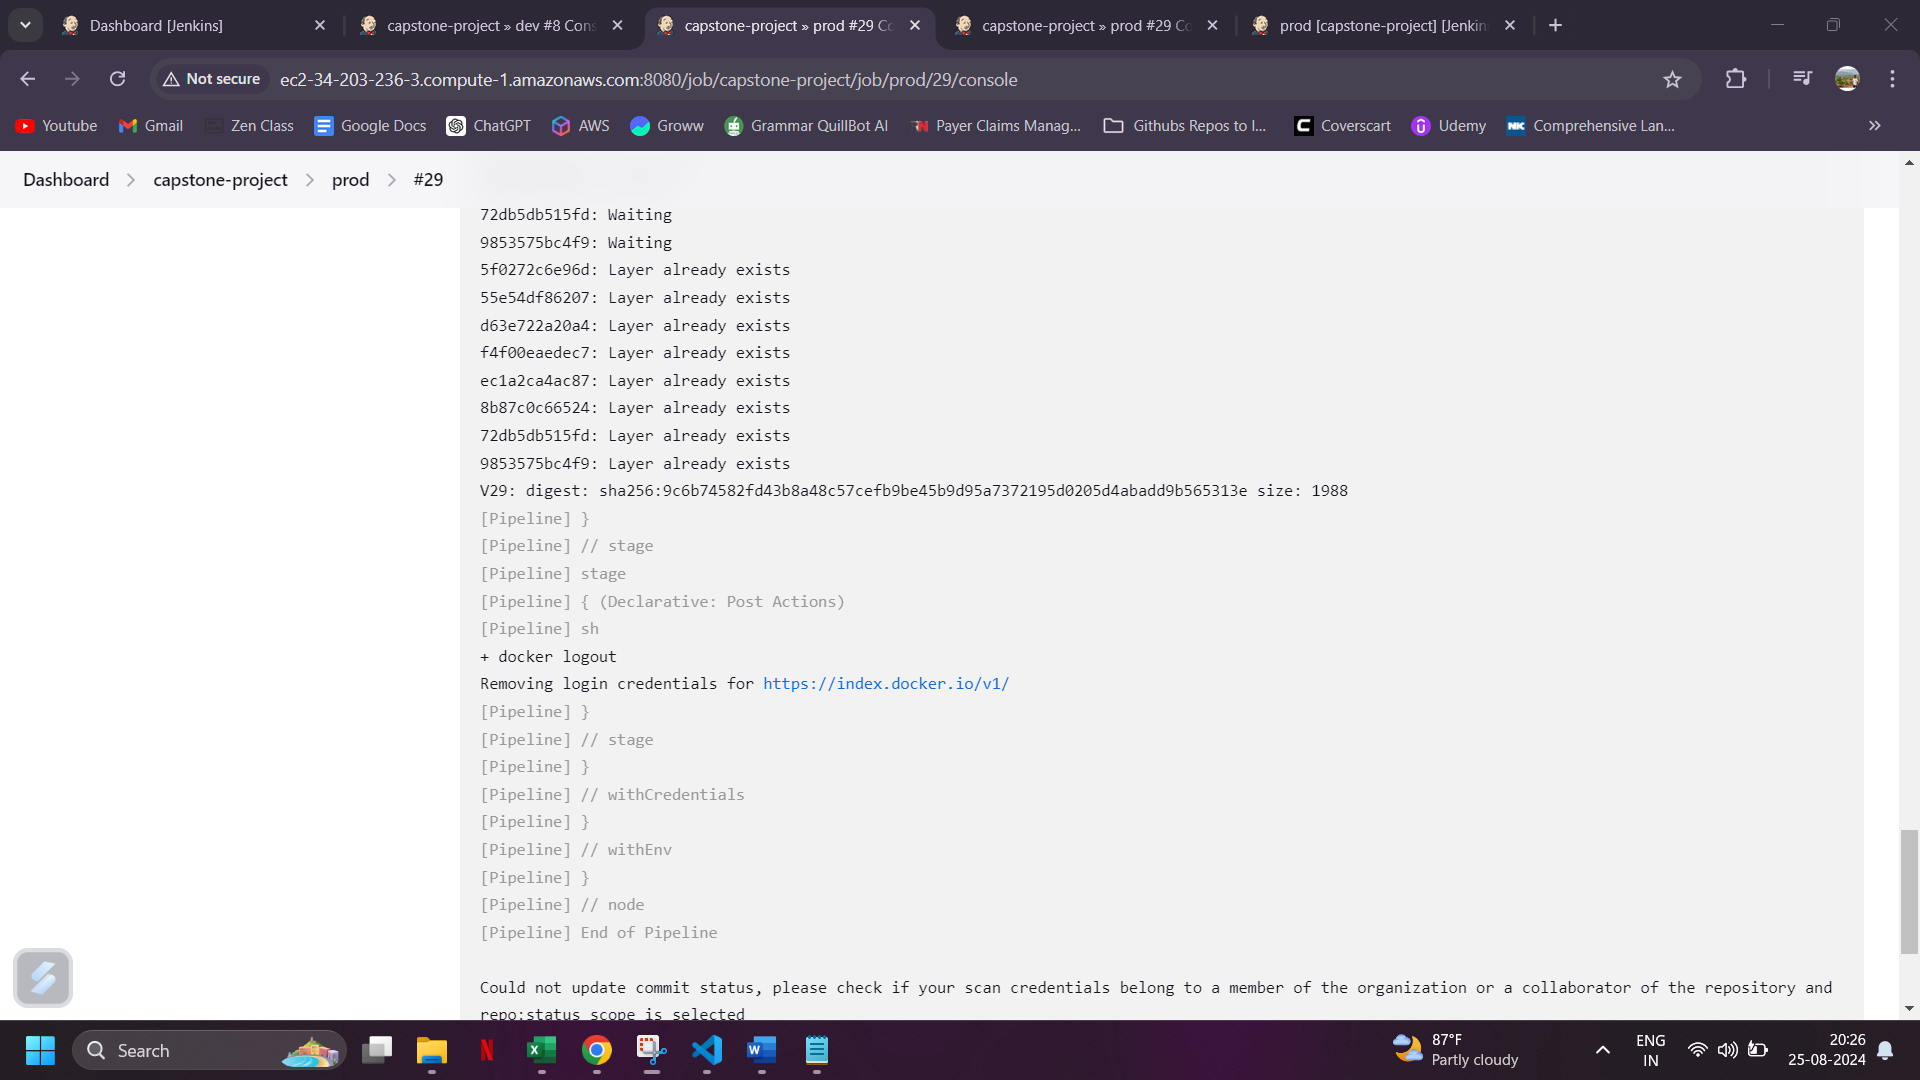 Dashboard [Jenkins]
capstone-project » dev #8 Cons
capstone-project » prod #29 Co
capstone-project » prod #29 Co
prod [capstone-project] [Jenkin
Not secure
ec2-34-203-236-3.compute-1.amazonaws.com:8080/job/capstone-project/job/prod/29/console
Youtube
Gmail
Zen Class
Google Docs
ChatGPT
AWS
Groww
Grammar QuillBot AI
Payer Claims Manag...
Githubs Repos to l...
Coverscart
Udemy
NK
Comprehensive Lan...
Dashboard
capstone-project
prod
#29
72db5db515fd: Waiting
9853575bc4f9: Waiting
5f0272c6e96d: Layer already exists
55e54df86207: Layer already exists
d63e722a20a4: Layer already exists
f4f00eaedec7: Layer already exists
ec1a2ca4ac87: Layer already exists
8b87c0c66524: Layer already exists
72db5db515fd: Layer already exists
9853575bc4f9: Layer already exists
V29: digest: sha256:9c6b74582fd43b8a48c57cefb9be45b9d95a7372195d0205d4abadd9b565313e size: 1988
[Pipeline] }
[Pipeline] // stage
[Pipeline] stage
[Pipeline] { (Declarative: Post Actions)
[Pipeline] sh
+ docker logout
Removing login credentials for https://index.docker.io/v1/
[Pipeline] }
[Pipeline] // stage
[Pipeline] }
[Pipeline] // withCredentials
[Pipeline] }
[Pipeline] // withEnv
[Pipeline] }
[Pipeline] // node
[Pipeline] End of Pipeline
Could not update commit status, please check if your scan credentials belong to a member of the organization or a collaborator of the repository and
repo:status scope is selected
Search
87°F
Partly cloudy
ENG
IN
20:26
25-08-2024